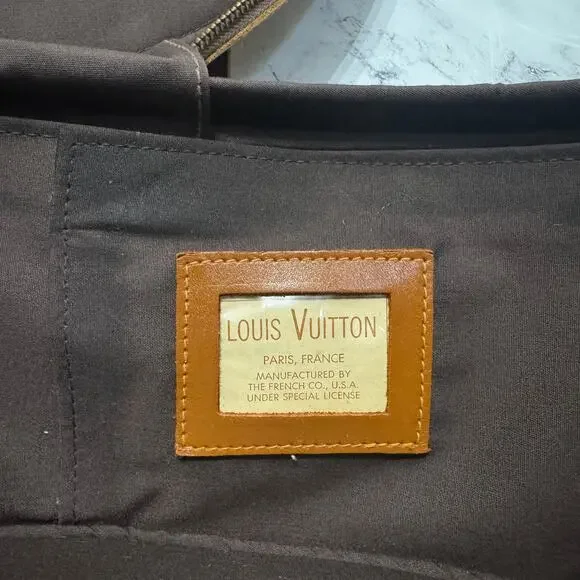 LOUIS VUITTON
PARIS, FRANCE
MANUFACTURED BY
THE FRENCH CO., U.S.A.
UNDER SPECIAL LICENSE